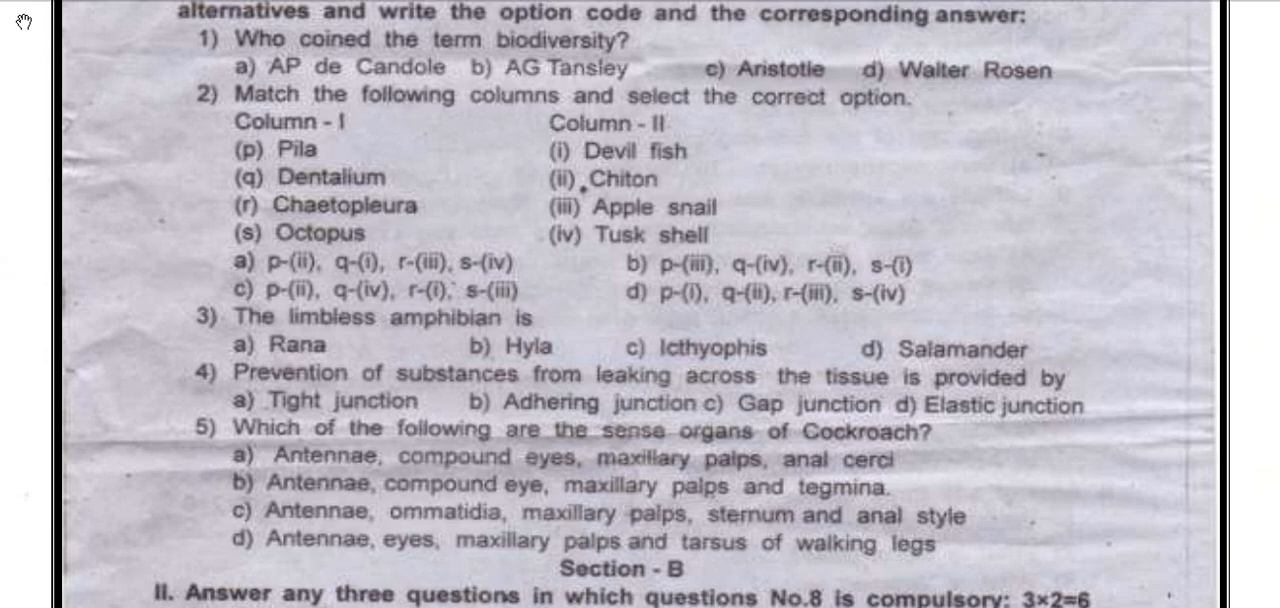 alternatives and write the option code and the corresponding answer:
1) Who coined the term biodiversity?
a) AP de Candole b) AG Tansley c) Aristotle d) Walter Rosen
2) Match the following columns and select the correct option.
Column - I Column - II
(p) Pila (i) Devil fish
(q) Dentalium (ii) Chiton
(r) Chaetopleura (iii) Apple snail
(s) Octopus (iv) Tusk shell
a) p-(ii), q-(i), r-(iii), s-(iv) b) p-(iii), q-(iv), r-(ii), s-(i)
c) p-(ii), q-(iv), r-(i), s-(iii) d) p-(i), q-(ii), r-(iii), s-(iv)
3) The limbless amphibian is
a) Rana b) Hyla c) Icthyophis d) Salamander
4) Prevention of substances from leaking across the tissue is provided by
a) Tight junction b) Adhering junction c) Gap junction d) Elastic junction
5) Which of the following are the sense organs of Cockroach?
a) Antennae, compound eyes, maxillary palps, anal cerci
b) Antennae, compound eye, maxillary palps and tegmina.
c) Antennae, ommatidia, maxillary palps, sternum and anal style
d) Antennae, eyes, maxillary palps and tarsus of walking legs
Section - B
II. Answer any three questions in which questions No.8 is compulsory: 3×2=6